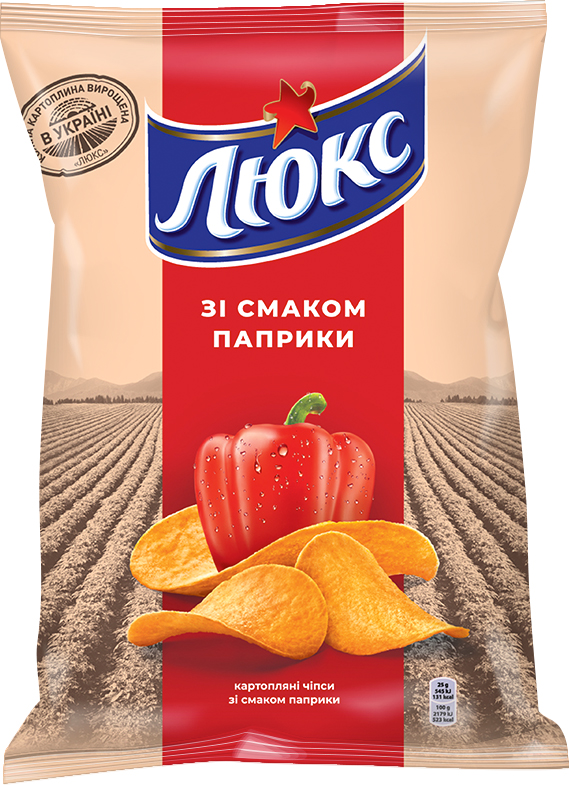 КАРТОПЛИНА ВИРОЩЕНА
В УКРАЇНІ
«ЛЮКС»
Люкс
ЗІ СМАКОМ
ПАПРИКИ
картопляні чіпси
зі смаком паприки
25 g
545 kJ
131 kcal
100 g
2179 kJ
523 kcal